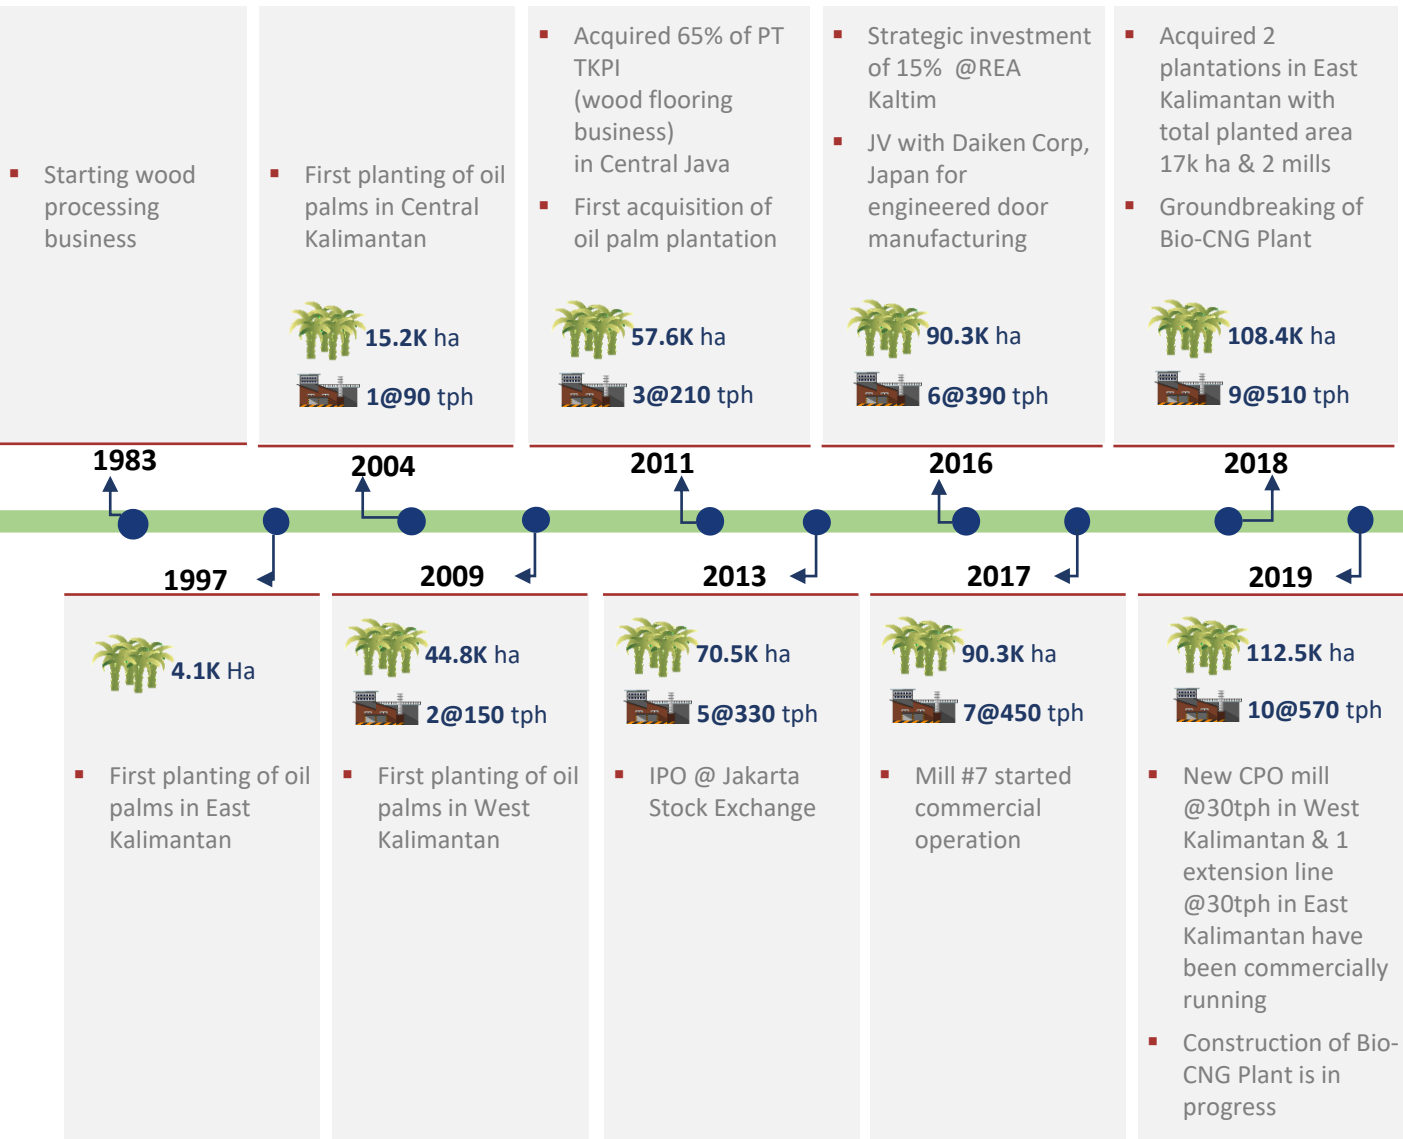 Starting wood
processing
business
1983
First planting of oil
palms in Central
Kalimantan
15.2K ha
1@90 tph
2004
Acquired 65% of PT
TKPI
(wood flooring
business)
in Central Java
First acquisition of
oil palm plantation
57.6K ha
3@210 tph
2011
Strategic investment
of 15% @REA
Kaltim
JV with Daiken Corp,
Japan for
engineered door
manufacturing
90.3K ha
6@390 tph
2016
Acquired 2
plantations in East
Kalimantan with
total planted area
17k ha & 2 mills
Groundbreaking of
Bio-CNG Plant
108.4K ha
9@510 tph
2018
1997
4.1K Ha
First planting of oil
palms in East
Kalimantan
2009
44.8K ha
2@150 tph
First planting of oil
palms in West
Kalimantan
2013
70.5K ha
5@330 tph
IPO @ Jakarta
Stock Exchange
2017
90.3K ha
7@450 tph
Mill #7 started
commercial
operation
2019
112.5K ha
10@570 tph
New CPO mill
@30tph in West
Kalimantan & 1
extension line
@30tph in East
Kalimantan have
been commercially
running
Construction of Bio-
CNG Plant is in
progress